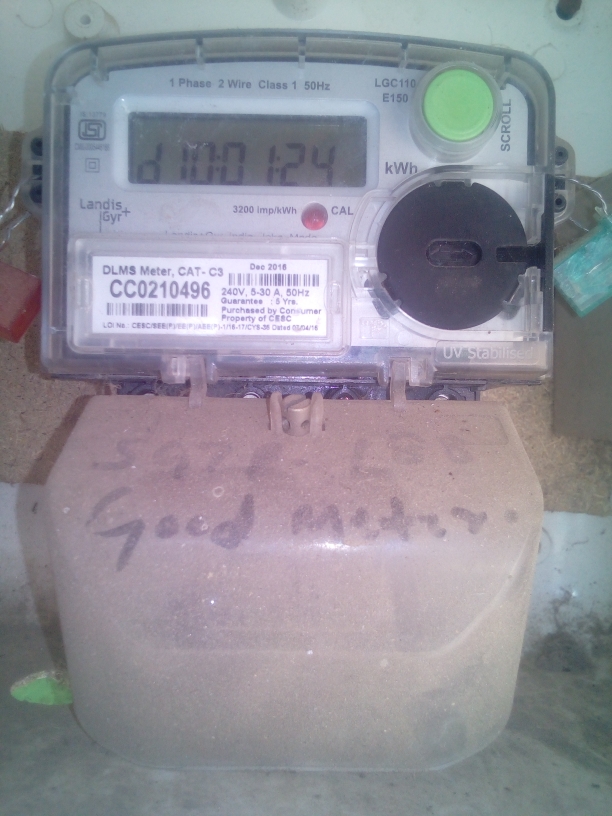 1 Phase 2 Wire Class 1 50Hz
LGC110
E150
SCROLL
d 10:01:24
kWh
Landis+
Gyr
3200 imp/kWh
CAL
DLMS Meter, CAT- C3
Dec 2016
CC0210496
240V, 5-30 A, 50Hz
Guarantee : 5 Yrs.
Purchased by Consumer
Property of CESC
UV Stabilised
Good Meter